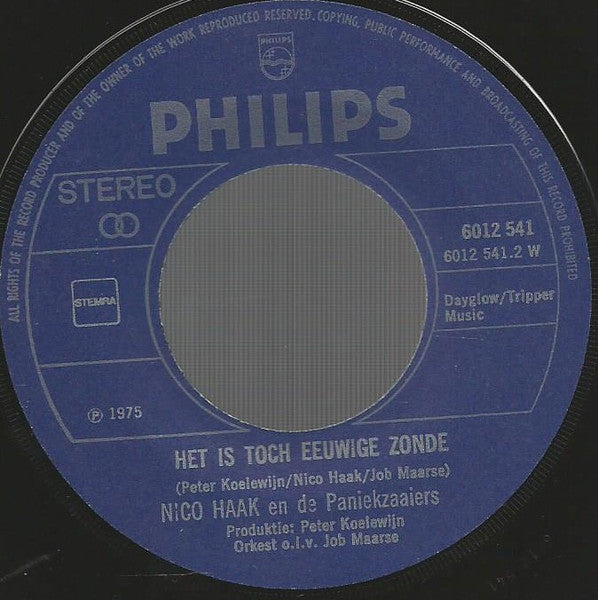 ALL RIGHTS OF THE RECORD PRODUCER AND OF THE OWNER OF THE WORK REPRODUCED RESERVED. COPYING, PUBLIC PERFORMANCE AND BROADCASTING OF THIS RECORD PROHIBITED
PHILIPS
PHILIPS
STEREO
6012 541
6012 541.2 W
STEMRA
Dayglow/Tripper
Music
Ⓟ 1975
HET IS TOCH EEUWIGE ZONDE
(Peter Koelewijn/Nico Haak/Job Maarse)
NICO HAAK en de Paniekzaaiers
Produktie: Peter Koelewijn
Orkest o.l.v. Job Maarse